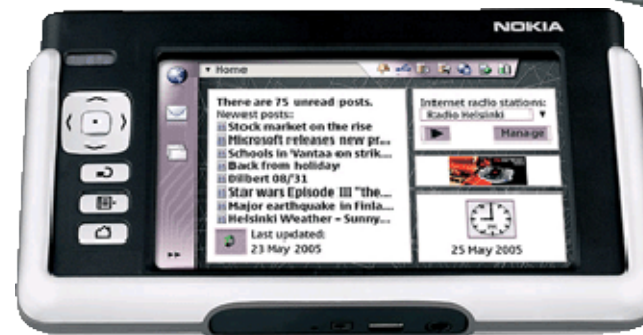 NOKIA
Home
There are 75 unread posts.
Newest posts:
Stock market on the rise
Microsoft releases new pr...
Schools in Vantaa on strik...
Back from holiday
Dilbert 08/31
Star wars Episode III "the...
Major earthquake in Finla...
Helsinki Weather - Sunny...
Last updated:
23 May 2005
Internet radio stations:
Radio Helsinki
Manage
25 May 2005